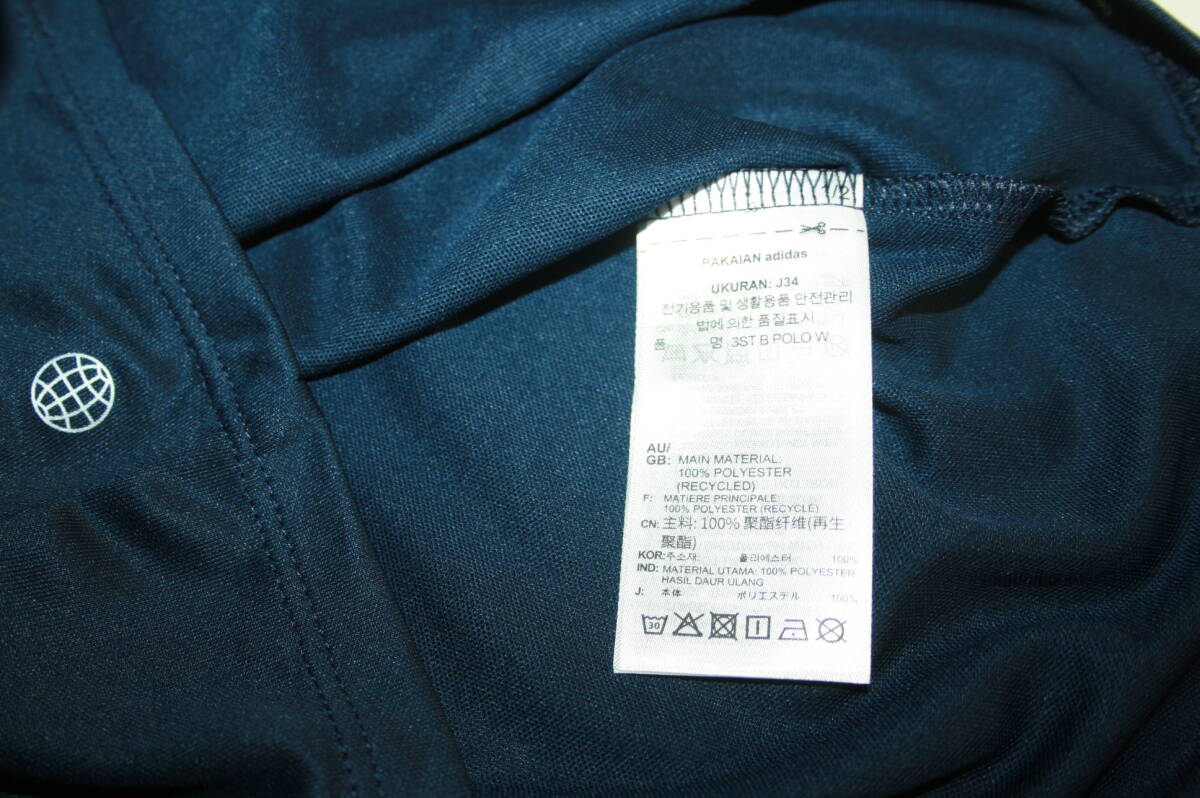 1/2
PAKAIAN adidas
UKURAN: J34
전기용품 및 생활용품 안전관리
법에 의한 품질표시
품 명 3ST B POLO W
AU/
GB: MAIN MATERIAL:
100% POLYESTER
(RECYCLED)
F: MATIERE PRINCIPALE:
100% POLYESTER (RECYCLE)
CN: 主料: 100% 聚酯纤维(再生
聚酯)
KOR: 주소재: 폴리에스터 100%
IND: MATERIAL UTAMA: 100% POLYESTER
HASIL DAUR ULANG
J: 本体 ポリエステル 100%
30